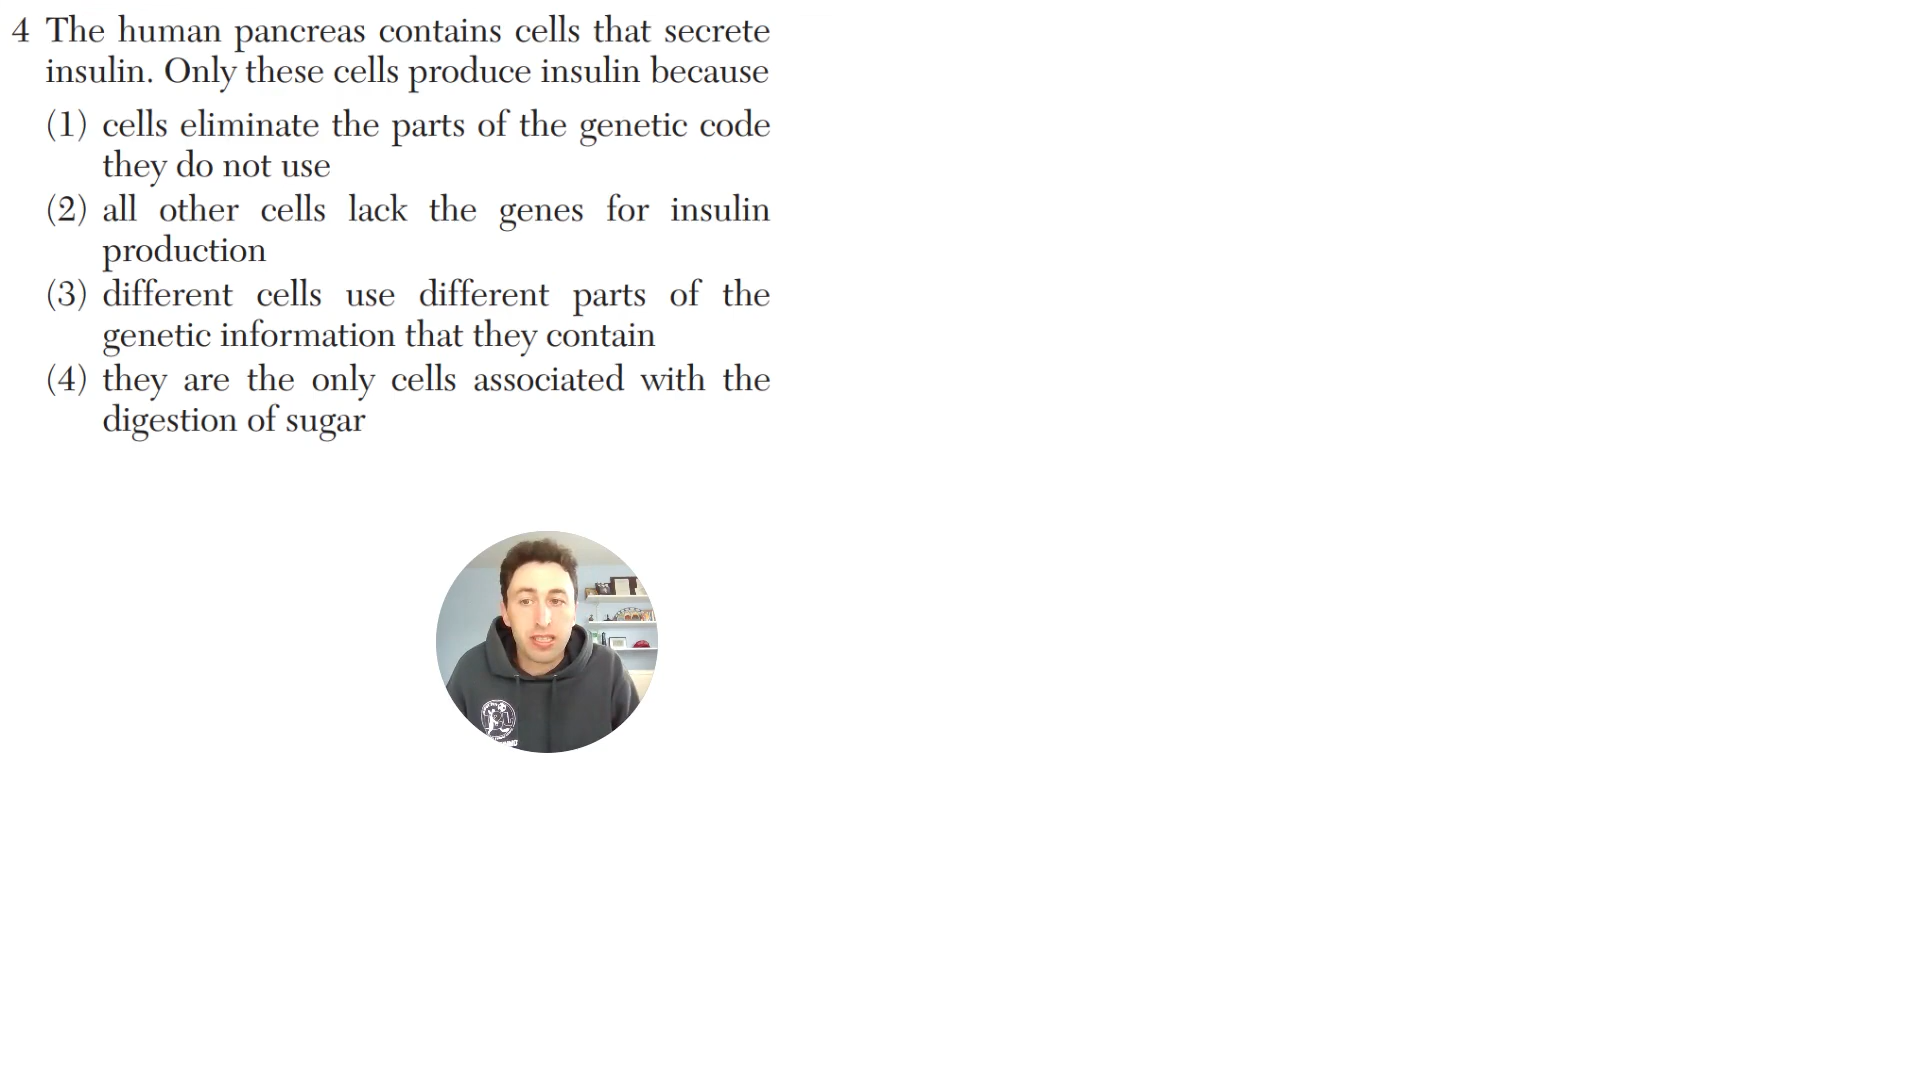 4 The human pancreas contains cells that secrete
insulin. Only these cells produce insulin because
(1) cells eliminate the parts of the genetic code
they do not use
(2) all other cells lack the genes for insulin
production
(3) different cells use different parts of the
genetic information that they contain
(4) they are the only cells associated with the
digestion of sugar